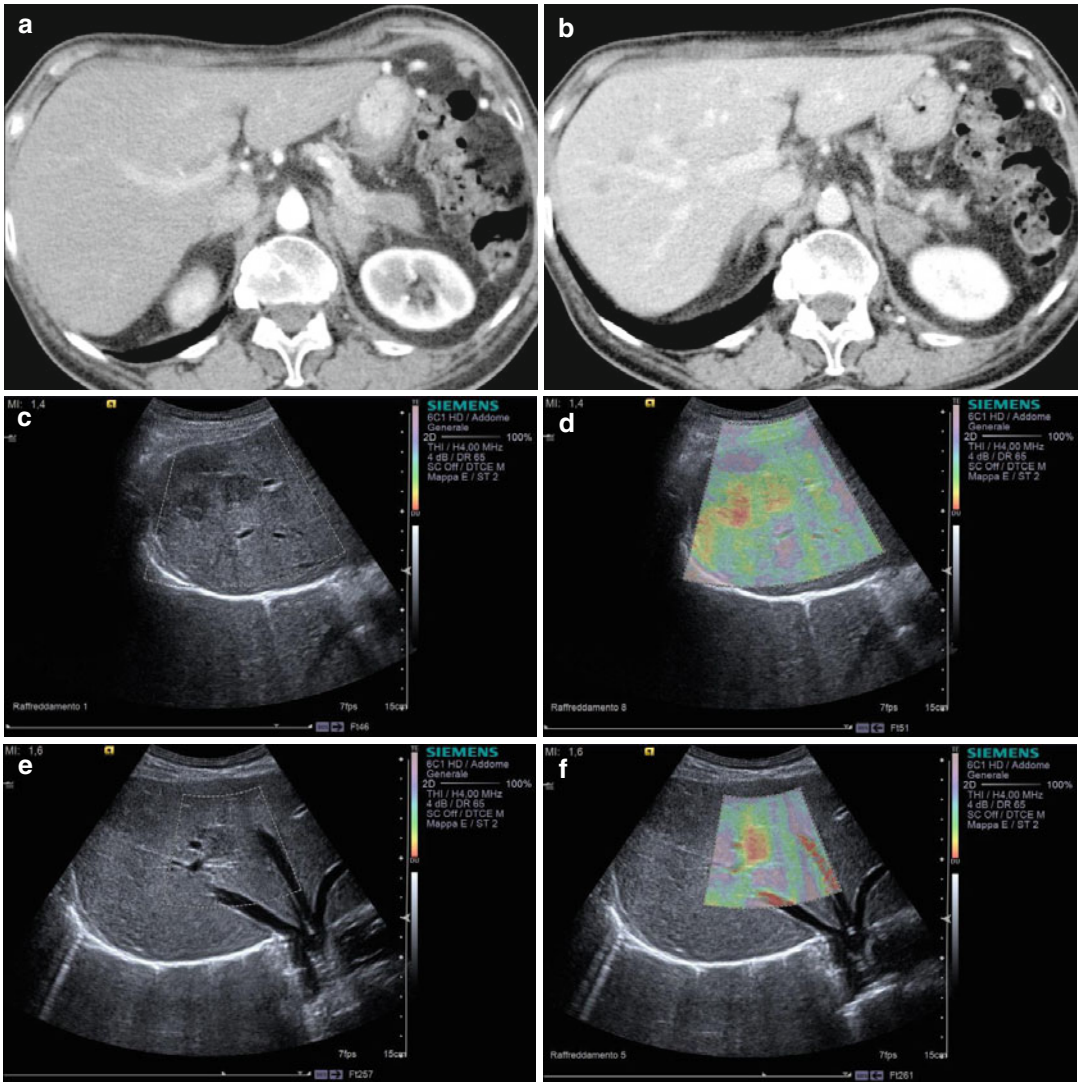 a
b
MI: 1,4
c
SIEMENS
6C1 HD / Addome
Generale
2D 100%
THI / H4,00 MHz
4 dB / DR 65
SC Off / DTCE M
Mappa E / ST 2
Raffreddamento 1
7fps
15cm
Ft46
MI: 1,4
d
SIEMENS
6C1 HD / Addome
Generale
2D 100%
THI / H4,00 MHz
4 dB / DR 65
SC Off / DTCE M
Mappa E / ST 2
Raffreddamento 8
7fps
15cm
Ft51
MI: 1,6
e
SIEMENS
6C1 HD / Addome
Generale
2D 100%
THI / H4,00 MHz
4 dB / DR 65
SC Off / DTCE M
Mappa E / ST 2
7fps
15cm
Ft257
MI: 1,6
f
SIEMENS
6C1 HD / Addome
Generale
2D 100%
THI / H4,00 MHz
4 dB / DR 65
SC Off / DTCE M
Mappa E / ST 2
Raffreddamento 5
7fps
15cm
Ft261